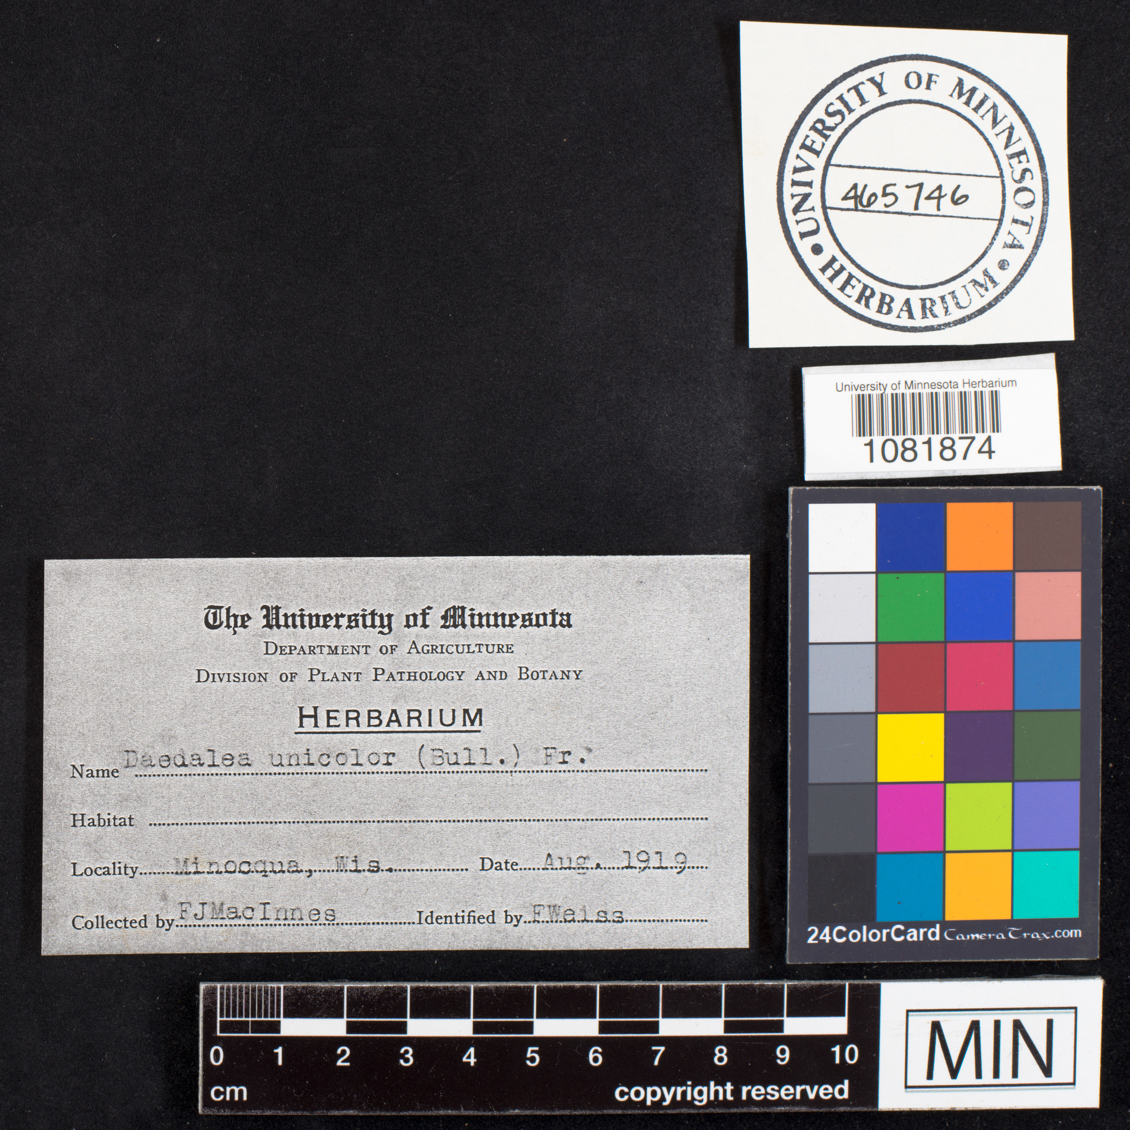 UNIVERSITY OF MINNESOTA
465746
• HERBARIUM •
University of Minnesota Herbarium
1081874
The University of Minnesota
DEPARTMENT OF AGRICULTURE
DIVISION OF PLANT PATHOLOGY AND BOTANY
HERBARIUM
Name Daedalea unicolor (Bull.) Fr.
Habitat
Locality Minocqua, Wis. Date Aug. 1919
Collected by FJMacInnes Identified by FWeiss
24ColorCard CameraTrax.com
0 1 2 3 4 5 6 7 8 9 10
cm copyright reserved
MIN